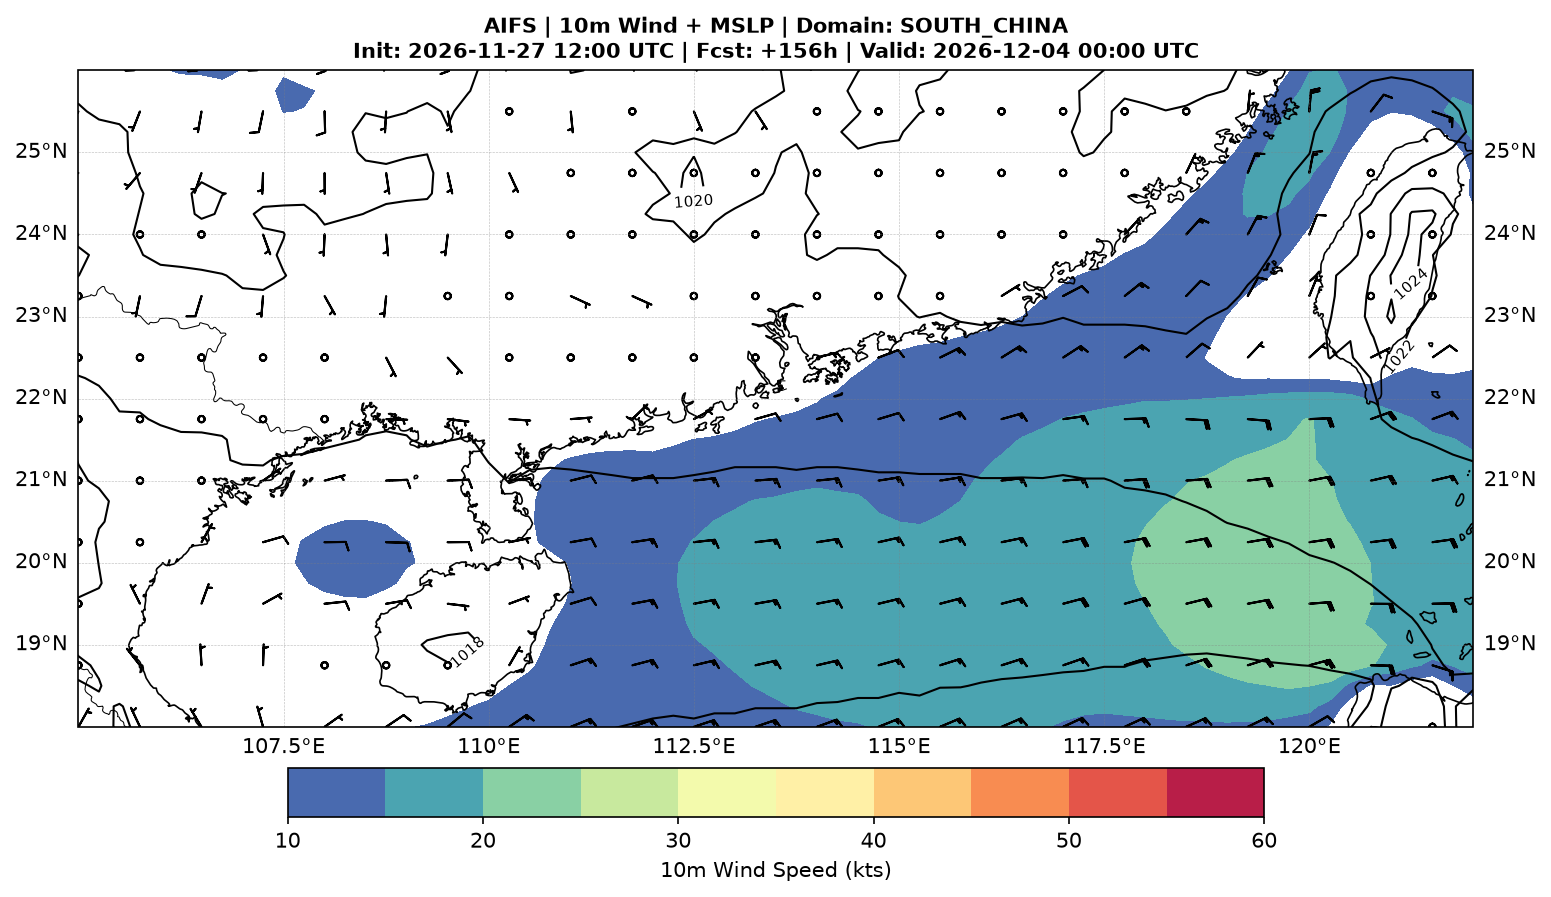 AIFS | 10m Wind + MSLP | Domain: SOUTH_CHINA
Init: 2026-11-27 12:00 UTC | Fcst: +156h | Valid: 2026-12-04 00:00 UTC
25°N 25°N
1020
24°N 24°N
1024
23°N 23°N
1022
22°N 22°N
21°N 21°N
20°N 20°N
19°N 19°N
1018
107.5°E 110°E 112.5°E 115°E 117.5°E 120°E
10 20 30 40 50 60
10m Wind Speed (kts)